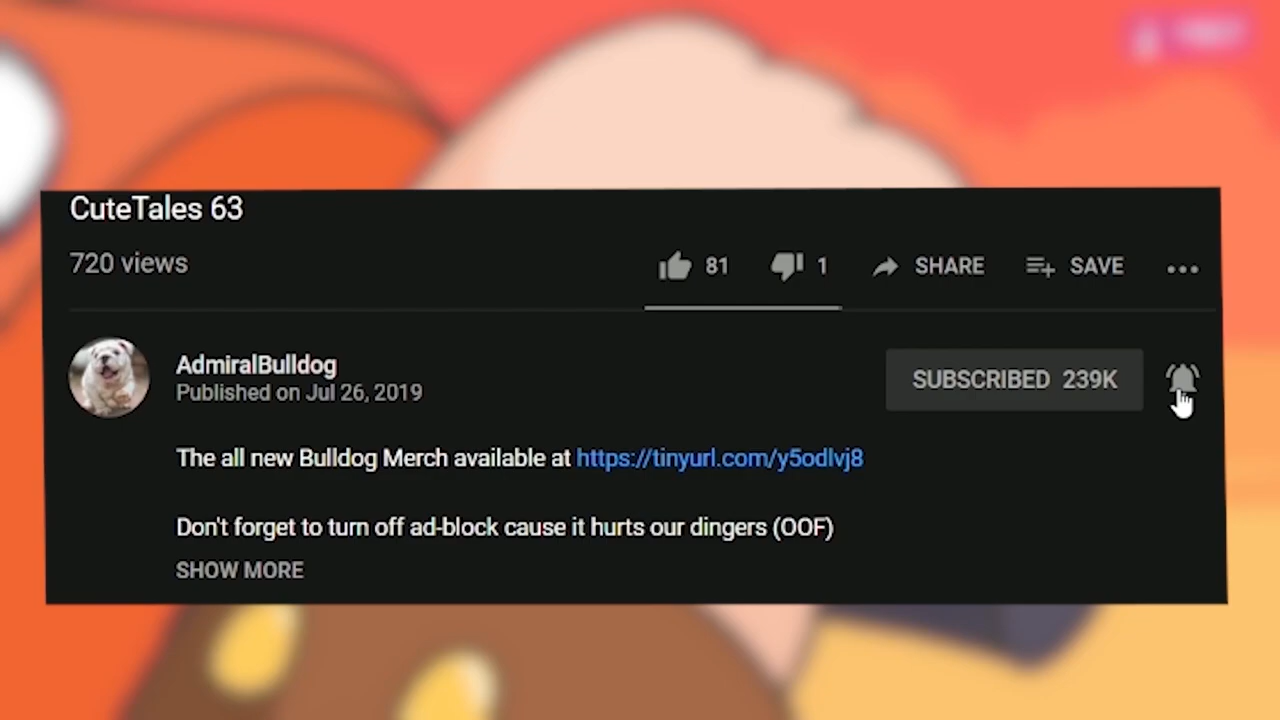 CuteTales 63
720 views
81 1 SHARE SAVE
AdmiralBulldog
Published on Jul 26, 2019
SUBSCRIBED 239K
The all new Bulldog Merch available at https://tinyurl.com/y5odlvj8
Don't forget to turn off ad-block cause it hurts our dingers (OOF)
SHOW MORE